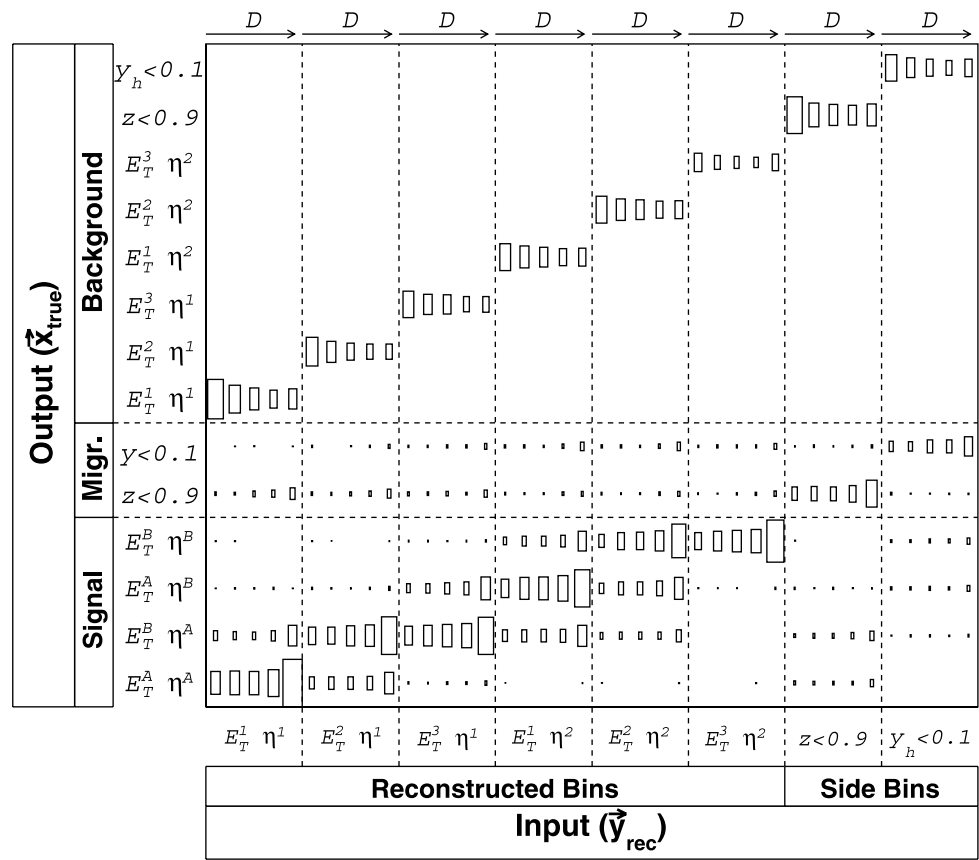 D D D D D D D D
y_h<0.1
z<0.9
E_T^3 η^2
E_T^2 η^2
E_T^1 η^2
E_T^3 η^1
E_T^2 η^1
E_T^1 η^1
Background
y<0.1
z<0.9
Migr.
E_T^B η^B
E_T^A η^B
E_T^B η^A
E_T^A η^A
Signal
Output (x⃗_true)
E_T^1 η^1 E_T^2 η^1 E_T^3 η^1 E_T^1 η^2 E_T^2 η^2 E_T^3 η^2 z<0.9 y_h<0.1
Reconstructed Bins Side Bins
Input (y⃗_rec)